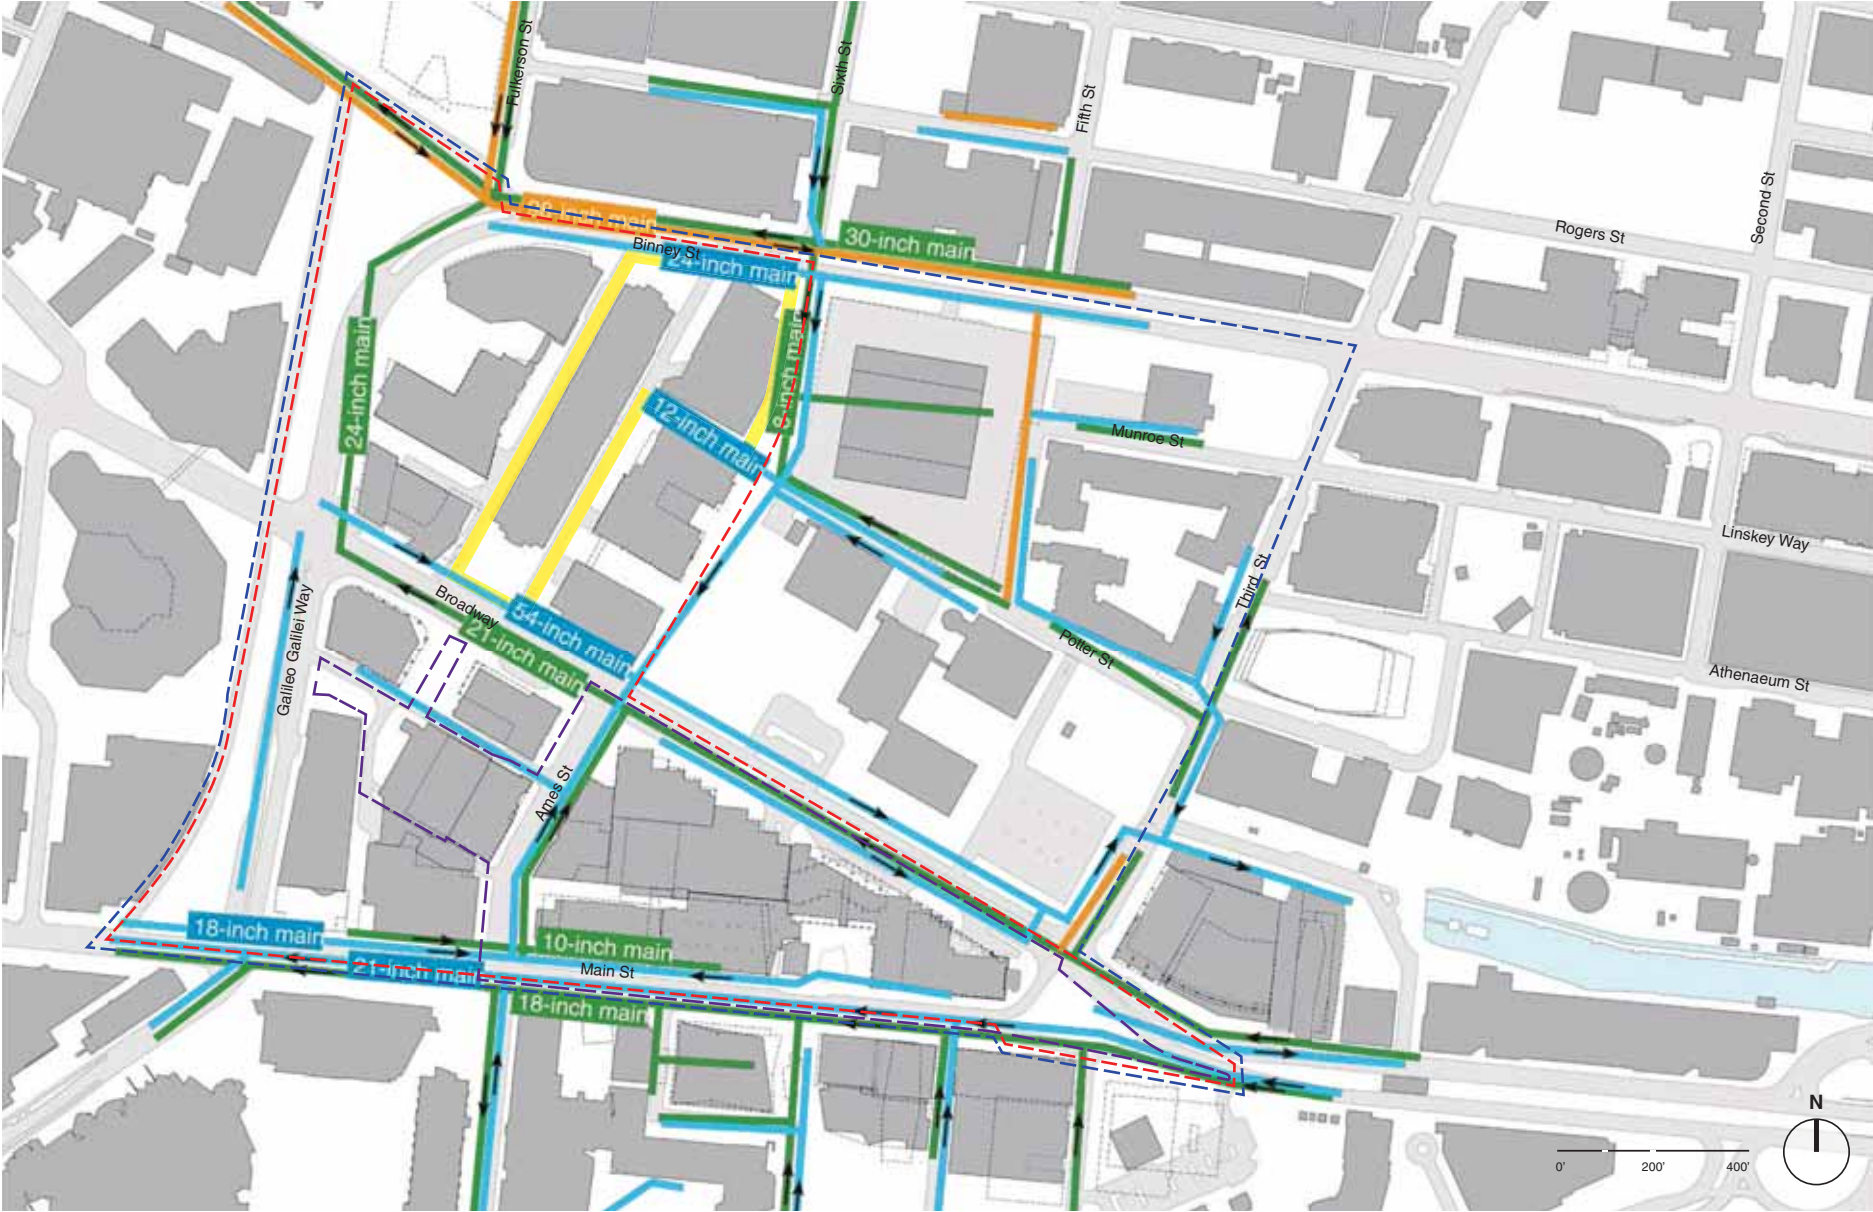 Fulkerson St
Sixth St
Fifth St
Second St
Rogers St
30-inch main
Binney St
24-inch main
24-inch main
12-inch main
Munroe St
Linskey Way
Third St
Broadway
54-inch main
21-inch main
Potter St
Athenaeum St
Galileo Galilei Way
Ames St
18-inch main
10-inch main
21-inch main
Main St
18-inch main
N
0'
200'
400'